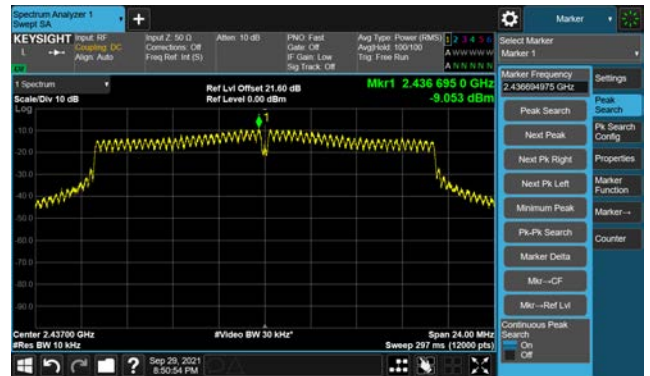 Spectrum Analyzer 1
Swept SA
Marker
KEYSIGHT
L
Input: RF
Coupling: DC
Align: Auto
Input Z: 50 Ω
Corrections: Off
Freq Ref: Int (S)
Atten: 10 dB
PNO: Fast
Gate: Off
IF Gain: Low
Sig Track: Off
Avg Type: Power (RMS)
Avg|Hold: 100/100
Trig: Free Run
1 2 3 4 5 6
A W W W W W
A N N N N N
Select Marker
Marker 1
1 Spectrum
Scale/Div 10 dB
Log
Ref Lvl Offset 21.60 dB
Ref Level 0.00 dBm
Mkr1 2.436 695 0 GHz
-9.053 dBm
1
-10.0
-20.0
-30.0
-40.0
-50.0
-60.0
-70.0
-80.0
-90.0
Center 2.43700 GHz
#Res BW 10 kHz
#Video BW 30 kHz*
Span 24.00 MHz
Sweep 297 ms (12000 pts)
Marker Frequency
2.436694975 GHz
Peak Search
Next Peak
Next Pk Right
Next Pk Left
Minimum Peak
Pk-Pk Search
Marker Delta
Mkr→CF
Mkr→Ref Lvl
Continuous Peak
Search
On
Off
Settings
Peak
Search
Pk Search
Config
Properties
Marker
Function
Marker→
Counter
?
Sep 29, 2021
8:50:54 PM